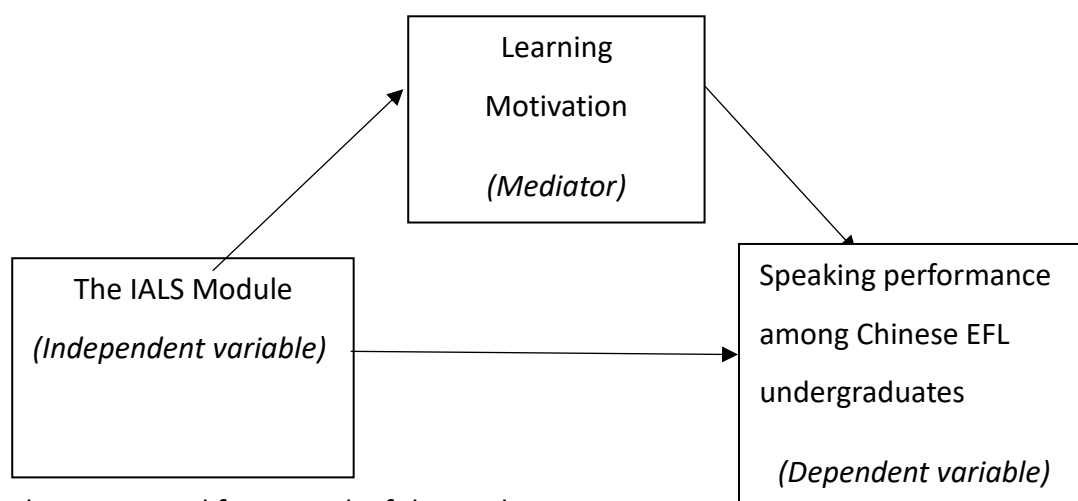 Learning
Motivation
(Mediator)
The IALS Module
(Independent variable)
Speaking performance
among Chinese EFL
undergraduates
(Dependent variable)